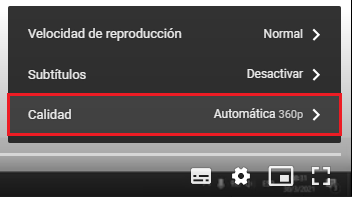 Velocidad de reproducción Normal
Subtítulos Desactivar
Calidad Automática 360p